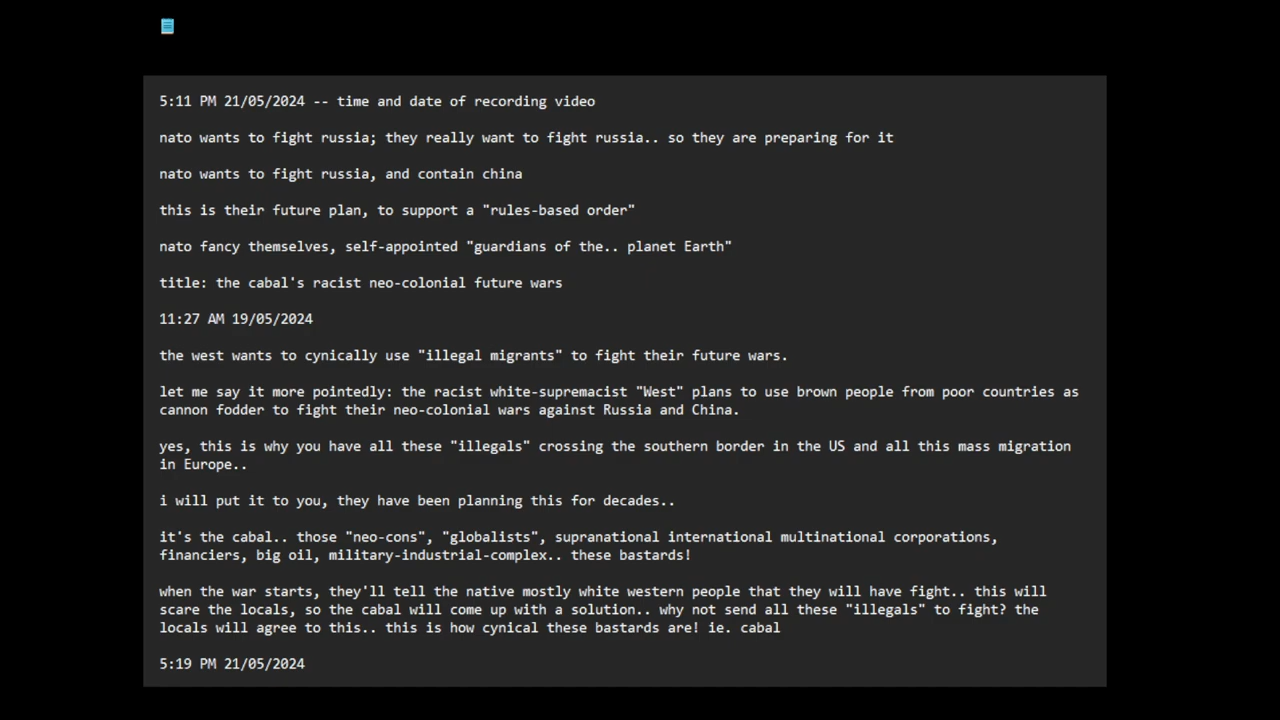 5:11 PM 21/05/2024 -- time and date of recording video
nato wants to fight russia; they really want to fight russia.. so they are preparing for it
nato wants to fight russia, and contain china
this is their future plan, to support a "rules-based order"
nato fancy themselves, self-appointed "guardians of the.. planet Earth"
title: the cabal's racist neo-colonial future wars
11:27 AM 19/05/2024
the west wants to cynically use "illegal migrants" to fight their future wars.
let me say it more pointedly: the racist white-supremacist "West" plans to use brown people from poor countries as
cannon fodder to fight their neo-colonial wars against Russia and China.
yes, this is why you have all these "illegals" crossing the southern border in the US and all this mass migration
in Europe..
i will put it to you, they have been planning this for decades..
it's the cabal.. those "neo-cons", "globalists", supranational international multinational corporations,
financiers, big oil, military-industrial-complex.. these bastards!
when the war starts, they'll tell the native mostly white western people that they will have fight.. this will
scare the locals, so the cabal will come up with a solution.. why not send all these "illegals" to fight? the
locals will agree to this.. this is how cynical these bastards are! ie. cabal
5:19 PM 21/05/2024